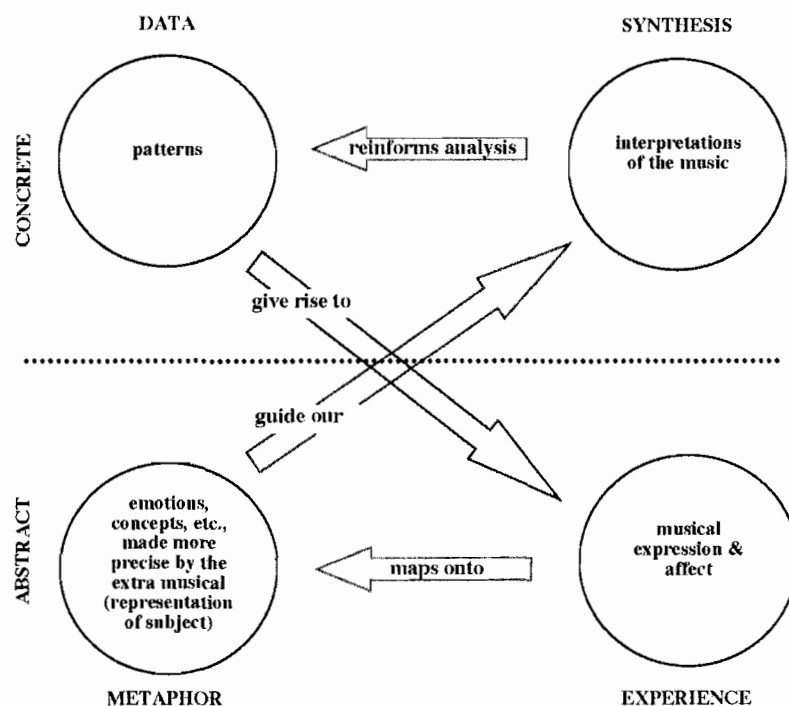 DATA
SYNTHESIS
CONCRETE
patterns
reinforms analysis
interpretations
of the music
give rise to
guide our
ABSTRACT
emotions,
concepts, etc.,
made more
precise by the
extra musical
(representation
of subject)
maps onto
musical
expression &
affect
METAPHOR
EXPERIENCE